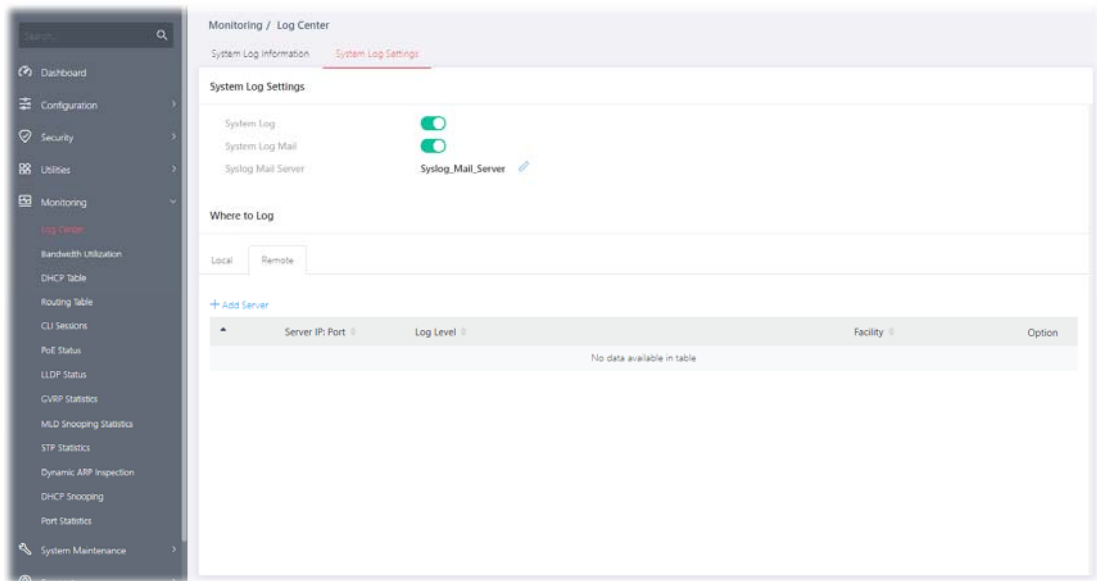 Search...
Dashboard
Configuration
Security
Utilities
Monitoring
Log Center
Bandwidth Utilization
DHCP Table
Routing Table
CLI Sessions
PoE Status
LLDP Status
GVRP Statistics
MLD Snooping Statistics
STP Statistics
Dynamic ARP Inspection
DHCP Snooping
Port Statistics
System Maintenance
Monitoring / Log Center
System Log Information System Log Settings
System Log Settings
System Log
System Log Mail
Syslog Mail Server Syslog_Mail_Server
Where to Log
Local Remote
+ Add Server
Server IP: Port Log Level Facility Option
No data available in table